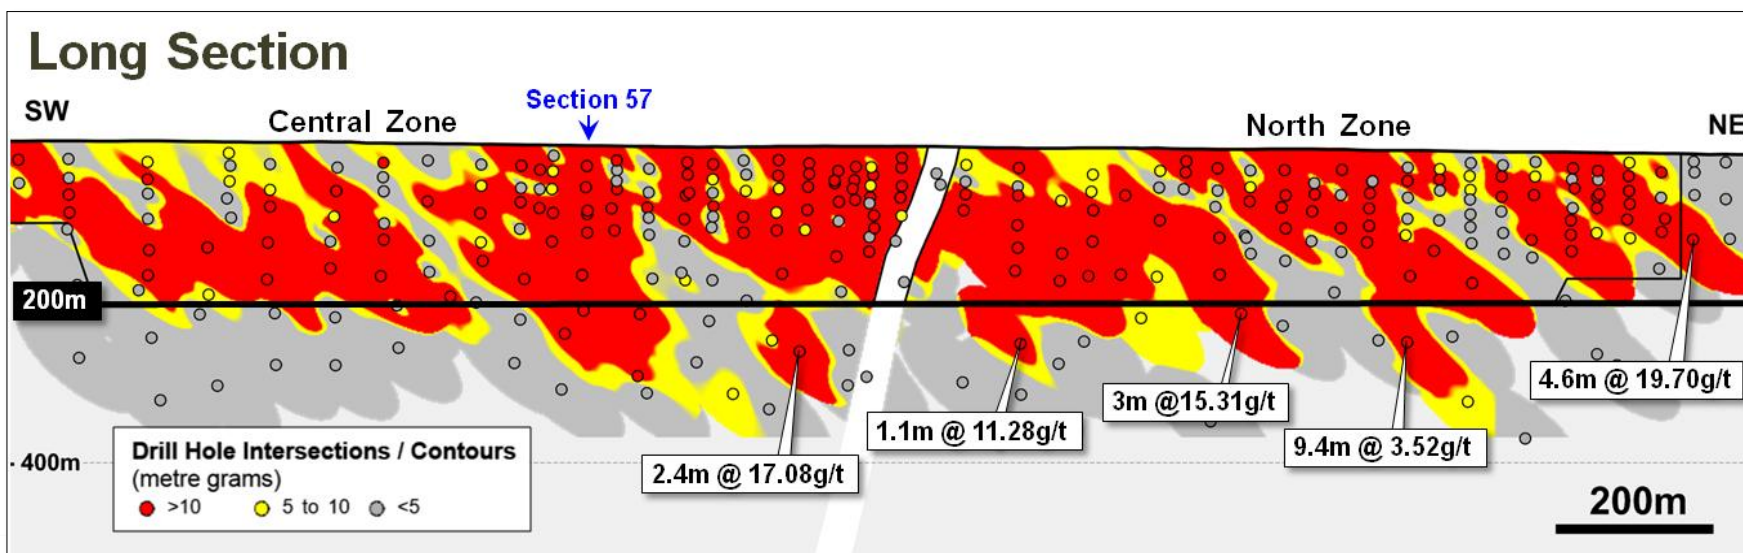 Long Section
SW
Central Zone
Section 57
North Zone
NE
200m
4.6m @ 19.70g/t
3m @15.31g/t
1.1m @ 11.28g/t
9.4m @ 3.52g/t
2.4m @ 17.08g/t
400m
Drill Hole Intersections / Contours
(metre grams)
>10 5 to 10 <5
200m